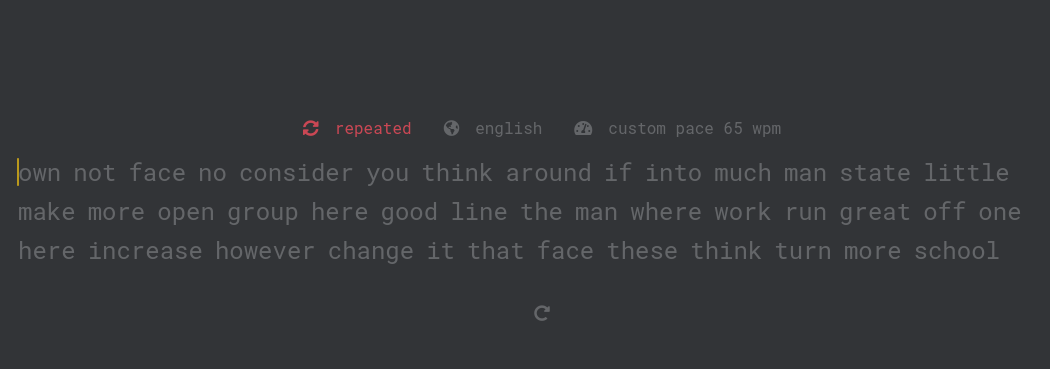 repeated english custom pace 65 wpm
own not face no consider you think around if into much man state little
make more open group here good line the man where work run great off one
here increase however change it that face these think turn more school